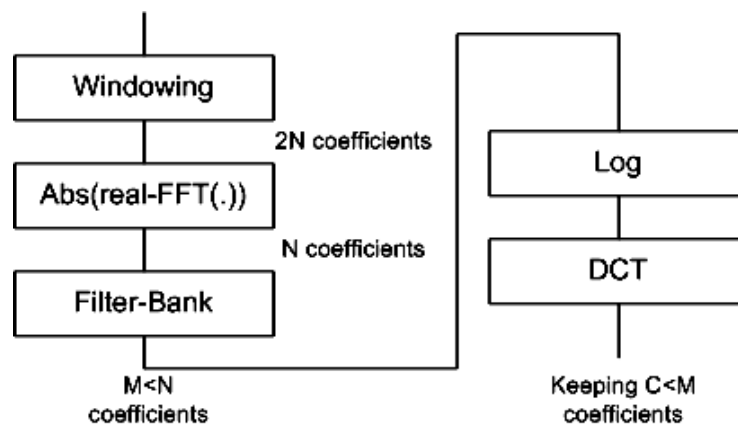 Windowing
2N coefficients
Abs(real-FFT(.))
N coefficients
Filter-Bank
M<N
coefficients
Log
DCT
Keeping C<M
coefficients